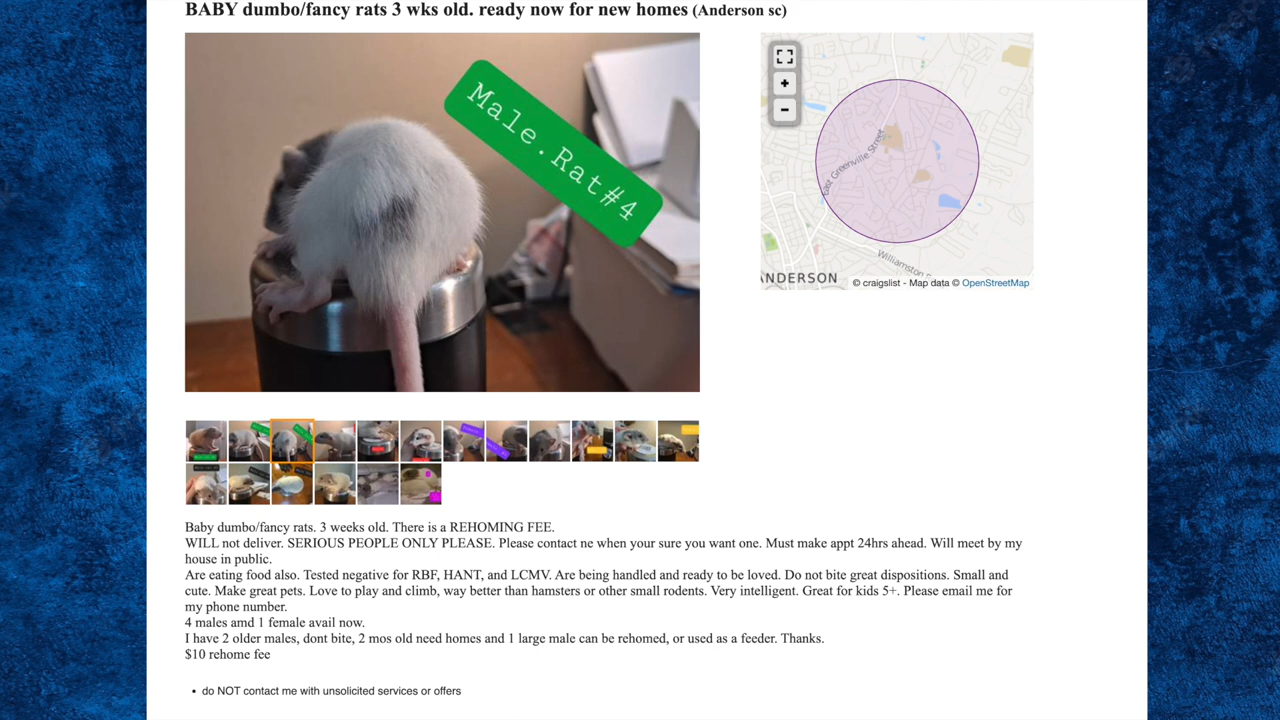 BABY dumbo/fancy rats 3 wks old. ready now for new homes (Anderson sc)
Male.Rat#4
+
-
East Greenville Street
Williamston
ANDERSON
© craigslist - Map data © OpenStreetMap
Baby dumbo/fancy rats. 3 weeks old. There is a REHOMING FEE.
WILL not deliver. SERIOUS PEOPLE ONLY PLEASE. Please contact ne when your sure you want one. Must make appt 24hrs ahead. Will meet by my
house in public.
Are eating food also. Tested negative for RBF, HANT, and LCMV. Are being handled and ready to be loved. Do not bite great dispositions. Small and
cute. Make great pets. Love to play and climb, way better than hamsters or other small rodents. Very intelligent. Great for kids 5+. Please email me for
my phone number.
4 males amd 1 female avail now.
I have 2 older males, dont bite, 2 mos old need homes and 1 large male can be rehomed, or used as a feeder. Thanks.
$10 rehome fee
• do NOT contact me with unsolicited services or offers